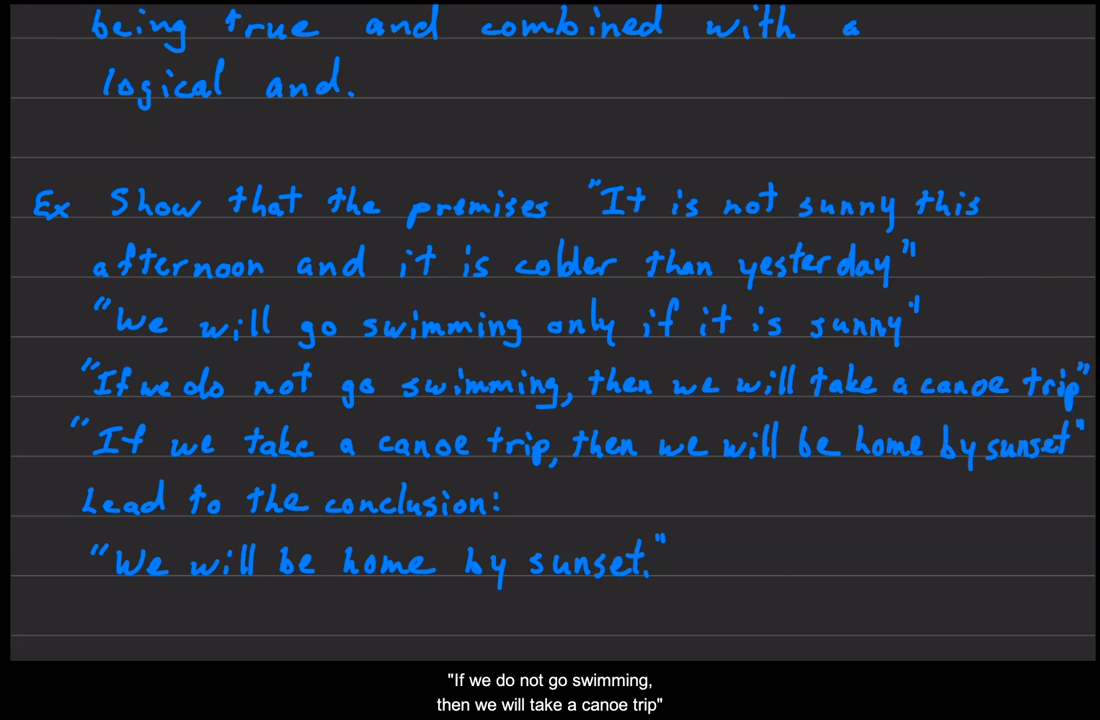 being true and combined with a
logical and.
Ex Show that the premises "It is not sunny this
afternoon and it is colder than yesterday"
"We will go swimming only if it is sunny"
"If we do not go swimming, then we will take a canoe trip"
"If we take a canoe trip, then we will be home by sunset"
Lead to the conclusion:
"We will be home by sunset."
"If we do not go swimming,
then we will take a canoe trip"